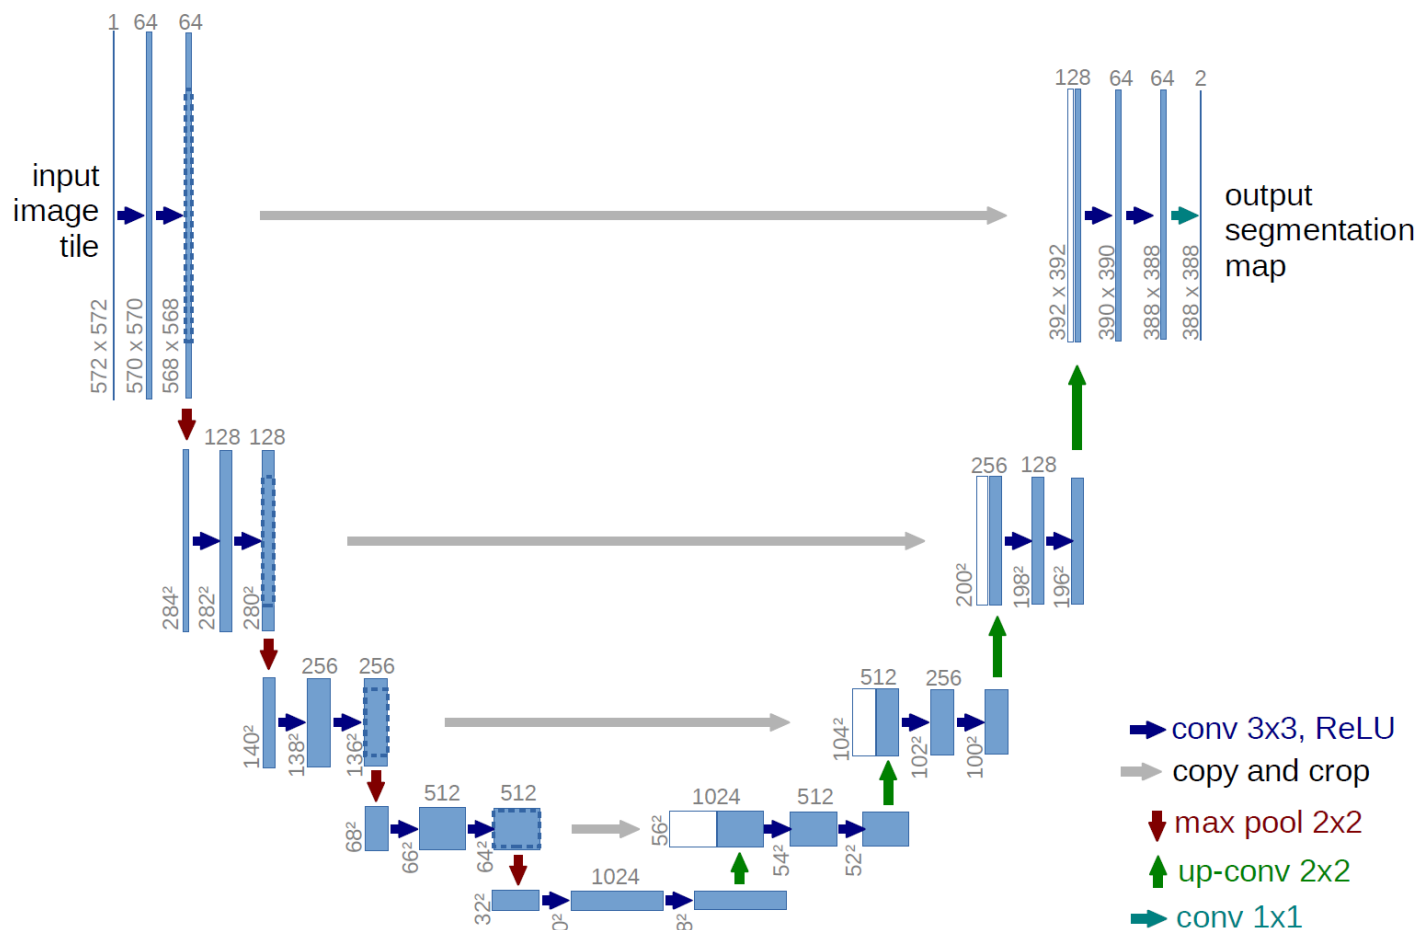 1 64 64
128 64 64 2
input
image
tile
output
segmentation
map
572 x 572
570 x 570
568 x 568
392 x 392
390 x 390
388 x 388
388 x 388
128 128
256 128
284²
282²
280²
200²
198²
196²
256 256
512 256
140²
138²
136²
104²
102²
100²
512 512
1024 512
68²
66²
64²
56²
54²
52²
1024
32²
0²
8²
conv 3x3, ReLU
copy and crop
max pool 2x2
up-conv 2x2
conv 1x1